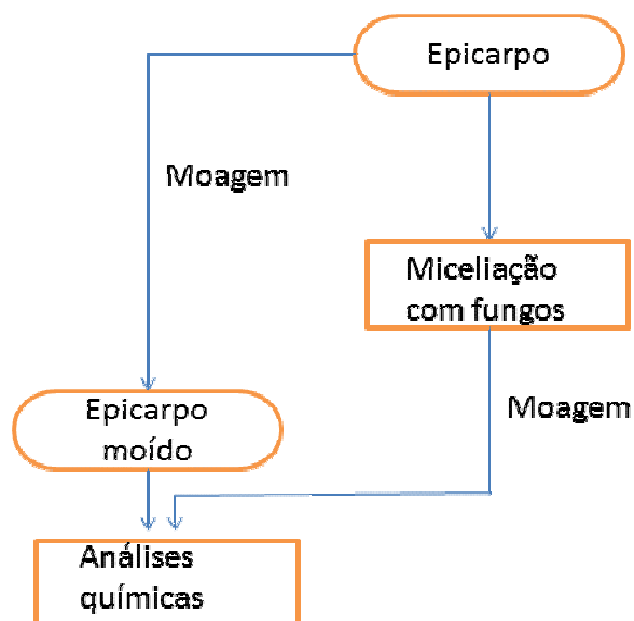 Epicarpo
Moagem
Miceliação
com fungos
Epicarpo
moído
Moagem
Análises
químicas